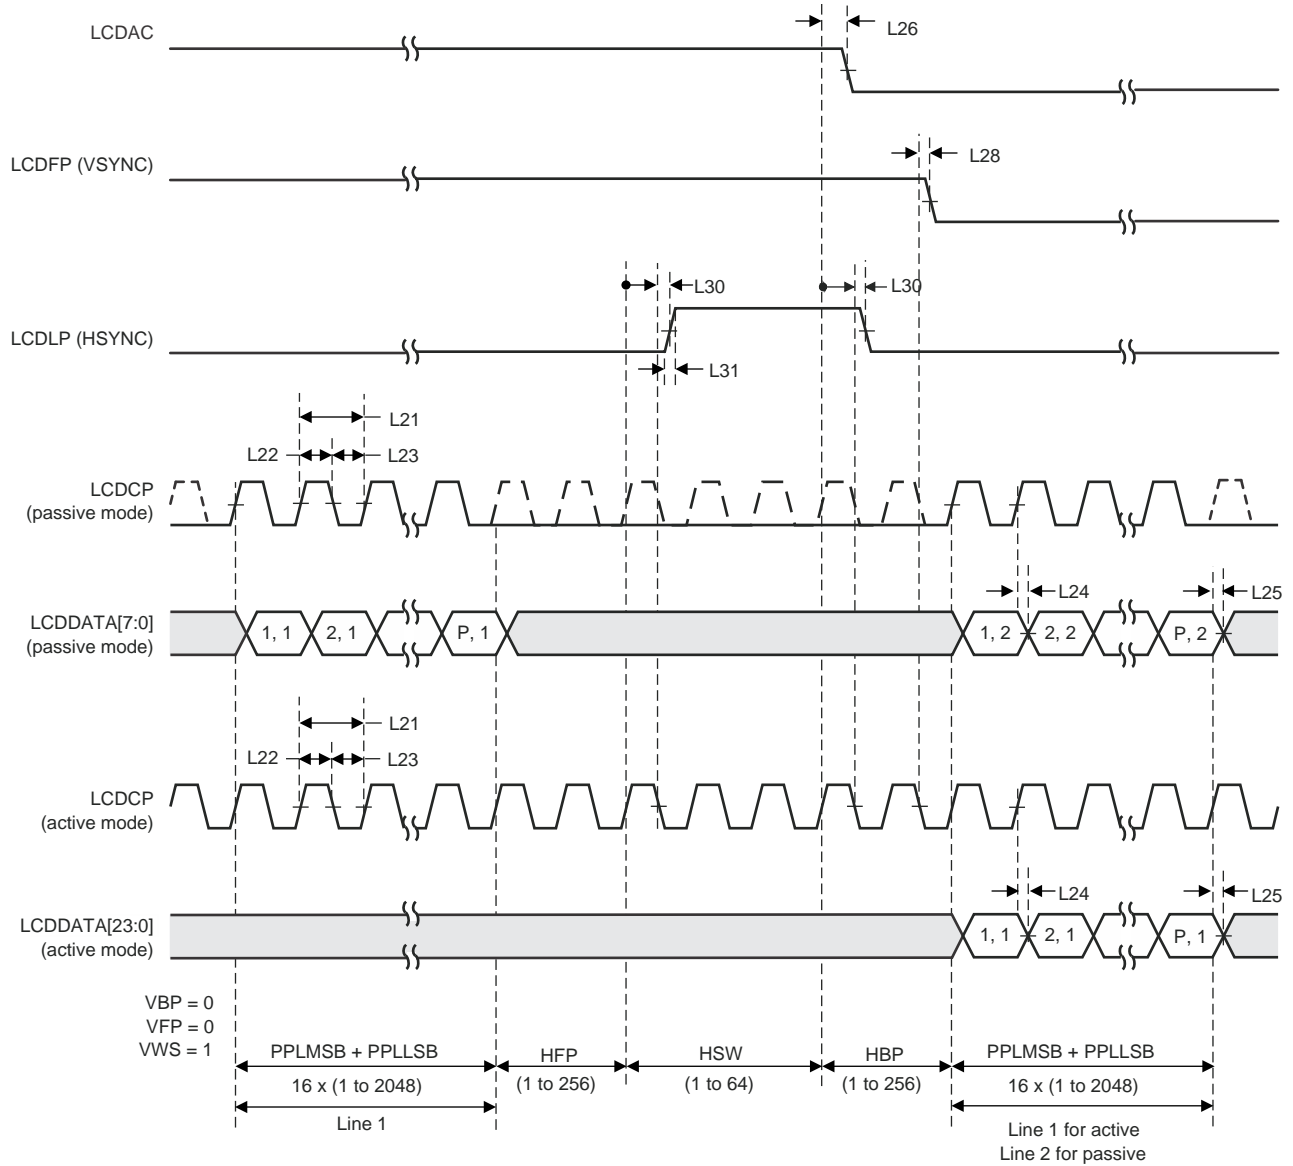 LCDAC
L26
LCDFP (VSYNC)
L28
L30
L30
LCDLP (HSYNC)
L31
L21
L22
L23
LCDCP
(passive mode)
L24
L25
LCDDATA[7:0]
(passive mode)
1, 1
2, 1
P, 1
1, 2
2, 2
P, 2
L21
L22
L23
LCDCP
(active mode)
L24
L25
LCDDATA[23:0]
(active mode)
1, 1
2, 1
P, 1
VBP = 0
VFP = 0
VWS = 1
PPLMSB + PPLLSB
16 x (1 to 2048)
Line 1
HFP
(1 to 256)
HSW
(1 to 64)
HBP
(1 to 256)
PPLMSB + PPLLSB
16 x (1 to 2048)
Line 1 for active
Line 2 for passive